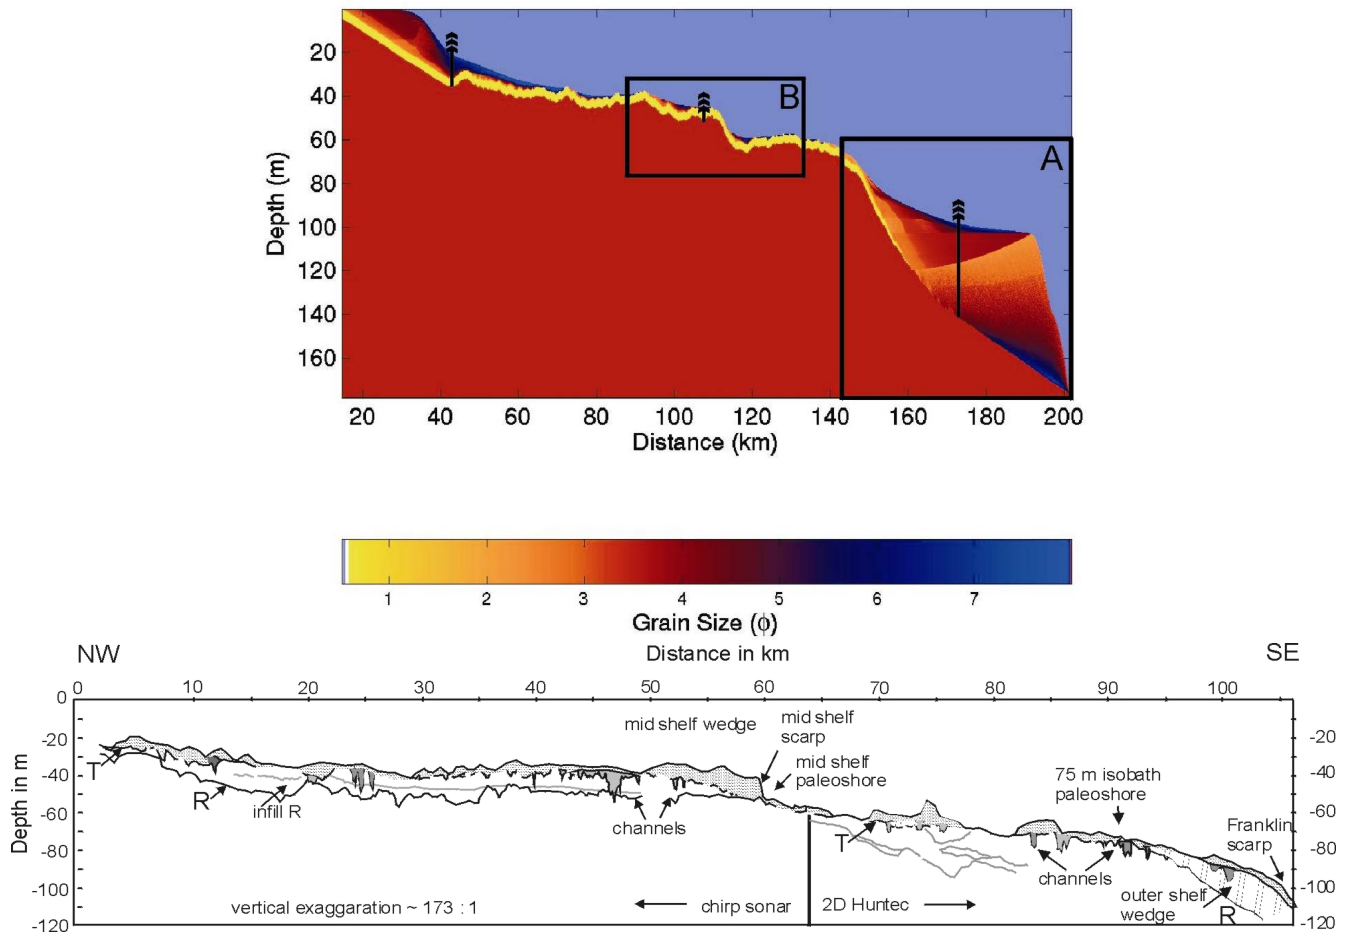 20
40
60
80
100
120
140
160
Depth (m)
B
A
20 40 60 80 100 120 140 160 180 200
Distance (km)
1 2 3 4 5 6 7
Grain Size (ϕ)
NW Distance in km SE
0 10 20 30 40 50 60 70 80 90 100
0
-20
-40
-60
-80
-100
-120
Depth in m
-20
-40
-60
-80
-100
-120
mid shelf wedge
mid shelf
scarp
mid shelf
paleoshore
75 m isobath
paleoshore
Franklin
scarp
T
R
infill R
channels
T
channels
outer shelf
wedge
R
vertical exaggaration ~ 173 : 1
chirp sonar
2D Huntec